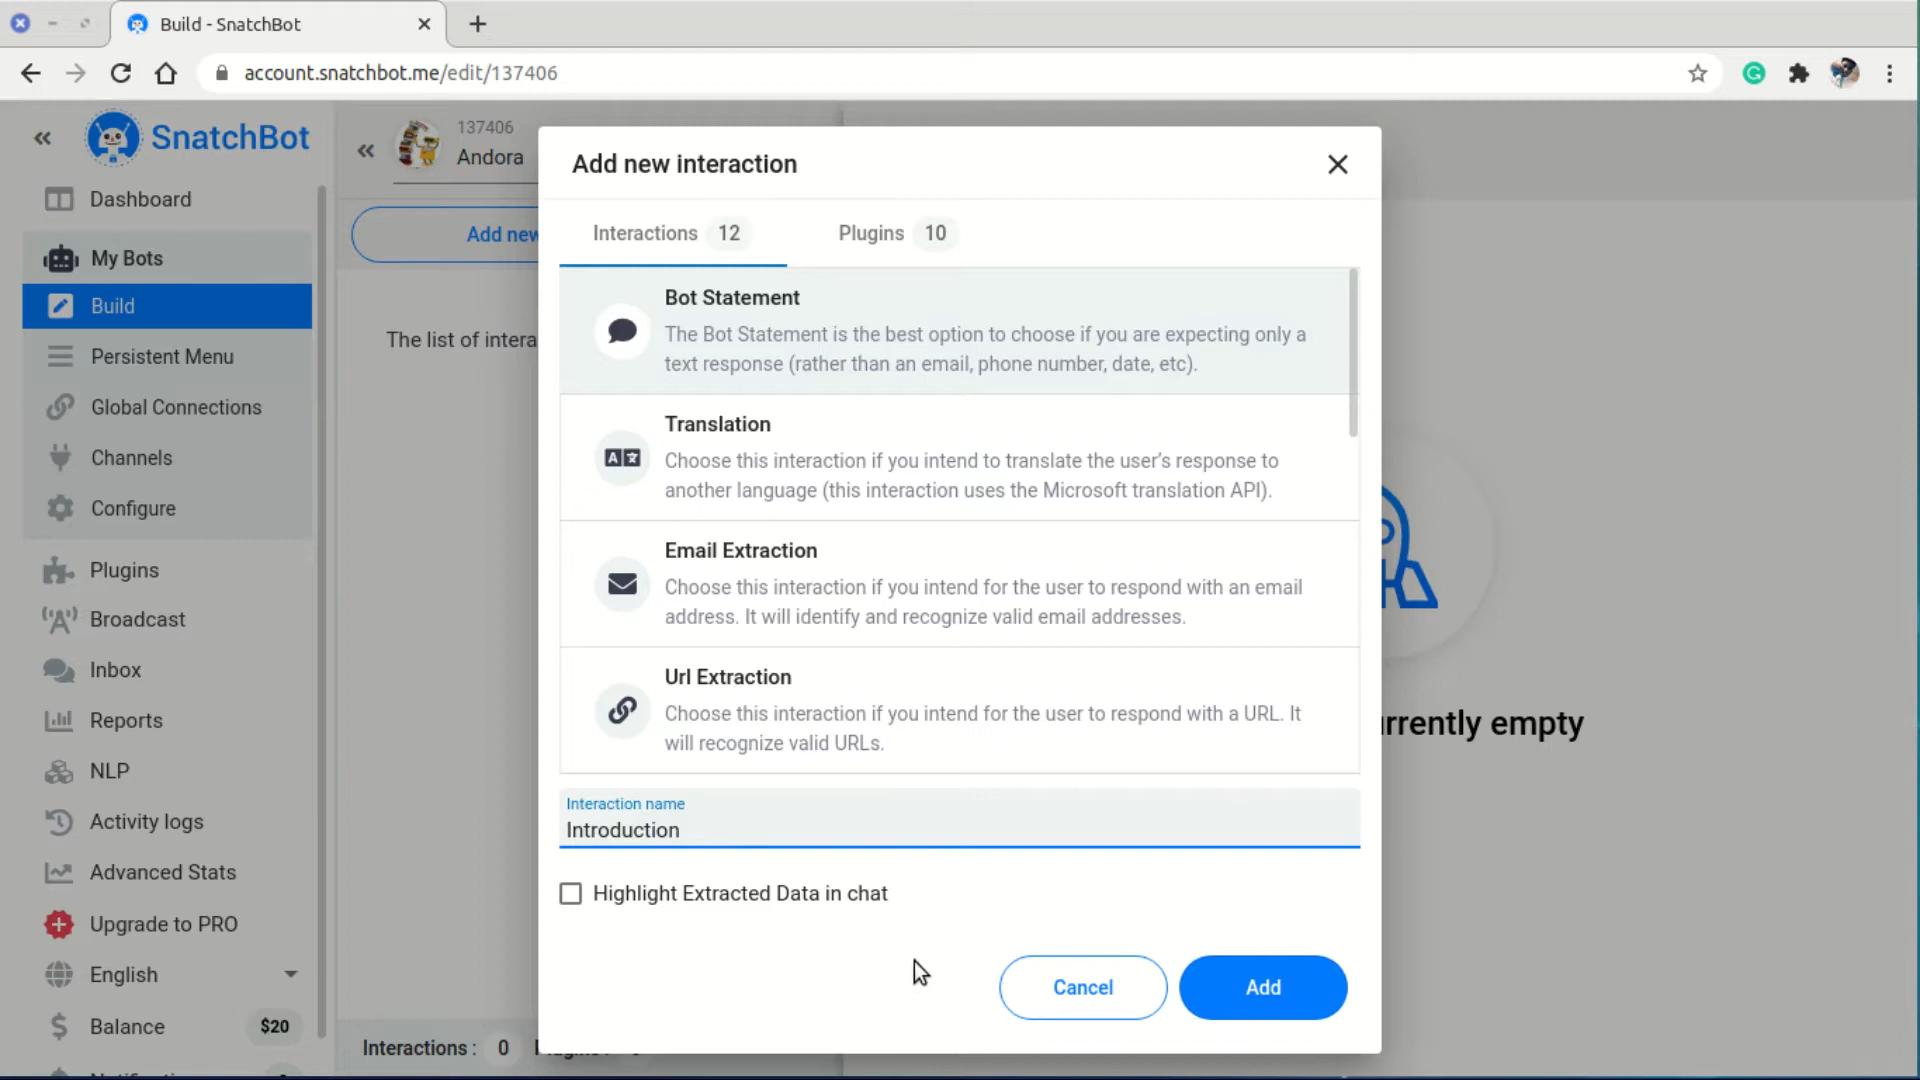 Build - SnatchBot
account.snatchbot.me/edit/137406
SnatchBot
Dashboard
My Bots
Build
Persistent Menu
Global Connections
Channels
Configure
Plugins
Broadcast
Inbox
Reports
NLP
Activity logs
Advanced Stats
Upgrade to PRO
English
Balance $20
137406
Andora
Add new
The list of intera
Interactions : 0
Add new interaction
Interactions 12 Plugins 10
Bot Statement
The Bot Statement is the best option to choose if you are expecting only a
text response (rather than an email, phone number, date, etc).
Translation
Choose this interaction if you intend to translate the user's response to
another language (this interaction uses the Microsoft translation API).
Email Extraction
Choose this interaction if you intend for the user to respond with an email
address. It will identify and recognize valid email addresses.
Url Extraction
Choose this interaction if you intend for the user to respond with a URL. It
will recognize valid URLs.
Interaction name
Introduction
Highlight Extracted Data in chat
Cancel Add
rrently empty